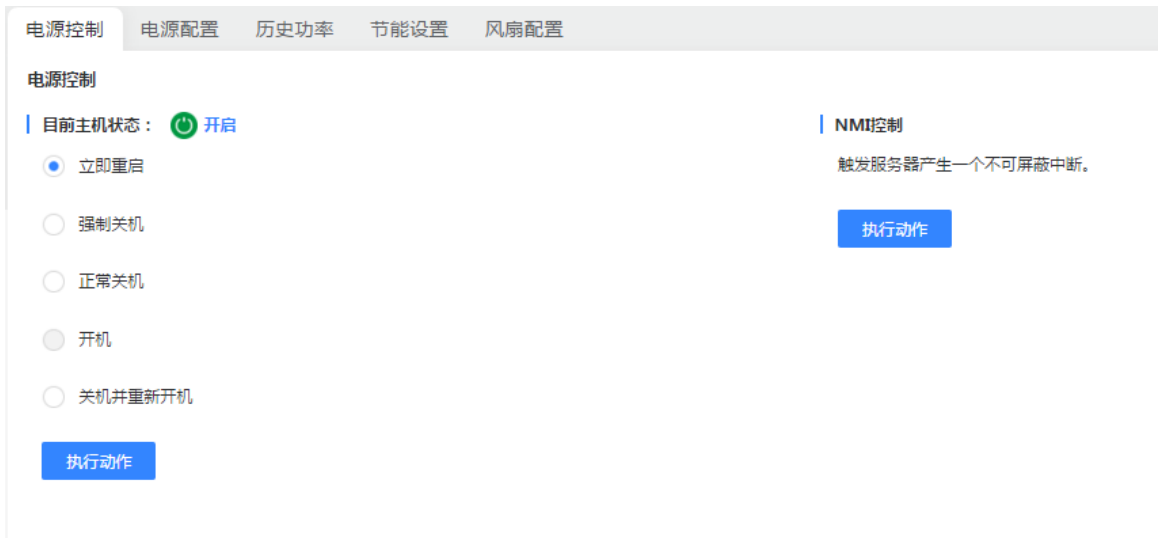 电源控制 电源配置 历史功率 节能设置 风扇配置
电源控制
目前主机状态： 开启
立即重启
强制关机
正常关机
开机
关机并重新开机
执行动作
NMI控制
触发服务器产生一个不可屏蔽中断。
执行动作